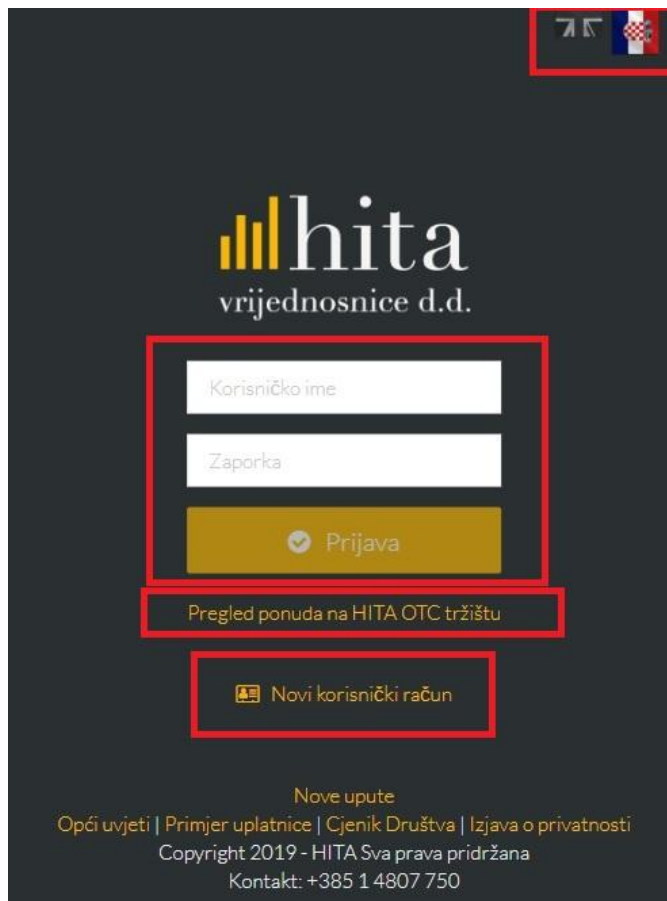 hita
vrijednosnice d.d.
Korisničko ime
Zaporka
Prijava
Pregled ponuda na HITA OTC tržištu
Novi korisnički račun
Nove upute
Opći uvjeti | Primjer uplatnice | Cjenik Društva | Izjava o privatnosti
Copyright 2019 - HITA Sva prava pridržana
Kontakt: +385 1 4807 750